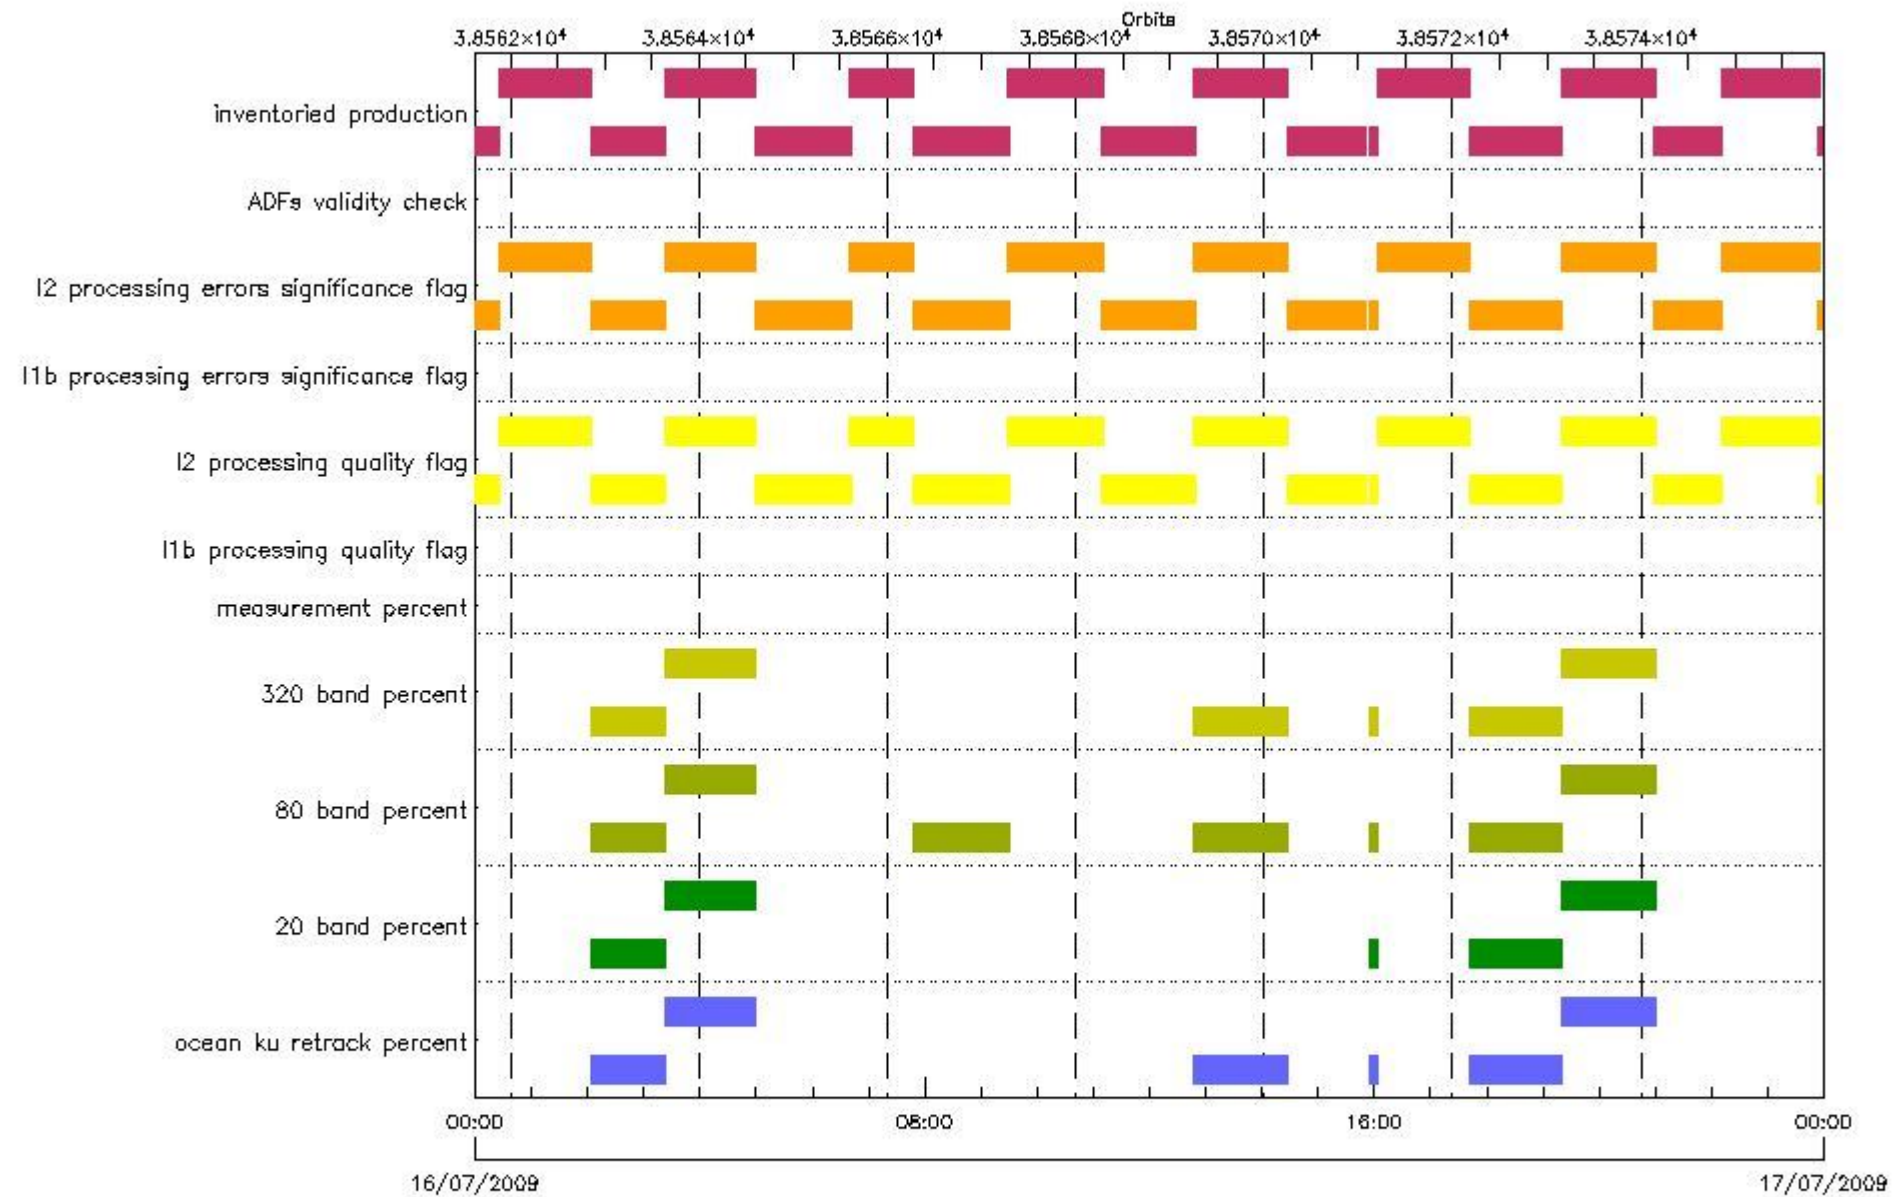 Orbits
3.8562×10⁴ 3.8564×10⁴ 3.8566×10⁴ 3.8568×10⁴ 3.8570×10⁴ 3.8572×10⁴ 3.8574×10⁴
inventoried production
ADFs validity check
l2 processing errors significance flag
l1b processing errors significance flag
l2 processing quality flag
l1b processing quality flag
measurement percent
320 band percent
80 band percent
20 band percent
ocean ku retrack percent
00:00 08:00 16:00 00:00
16/07/2009 17/07/2009